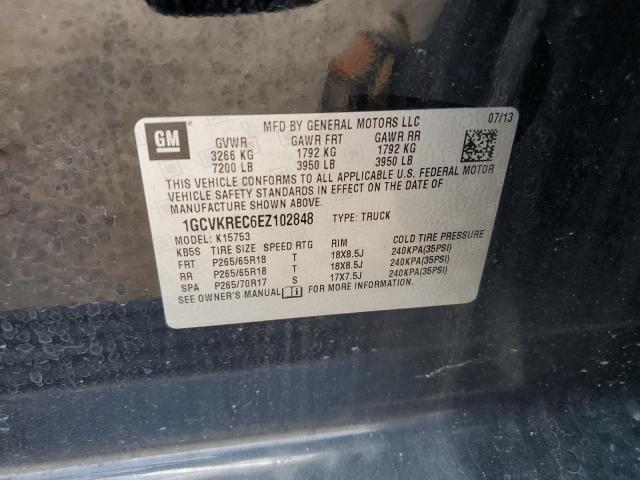 MFD BY GENERAL MOTORS LLC 07/13
GM
GVWR GAWR FRT GAWR RR
3266 KG 1792 KG 1792 KG
7200 LB 3950 LB 3950 LB
THIS VEHICLE CONFORMS TO ALL APPLICABLE U.S. FEDERAL MOTOR
VEHICLE SAFETY STANDARDS IN EFFECT ON THE DATE OF
MANUFACTURE SHOWN ABOVE.
1GCVKREC6EZ102848 TYPE: TRUCK
MODEL: K15753
KB5S TIRE SIZE SPEED RTG RIM COLD TIRE PRESSURE
FRT P265/65R18 T 18X8.5J 240KPA(35PSI)
RR P265/65R18 T 18X8.5J 240KPA(35PSI)
SPA P265/70R17 S 17X7.5J 240KPA(35PSI)
SEE OWNER'S MANUAL FOR MORE INFORMATION.